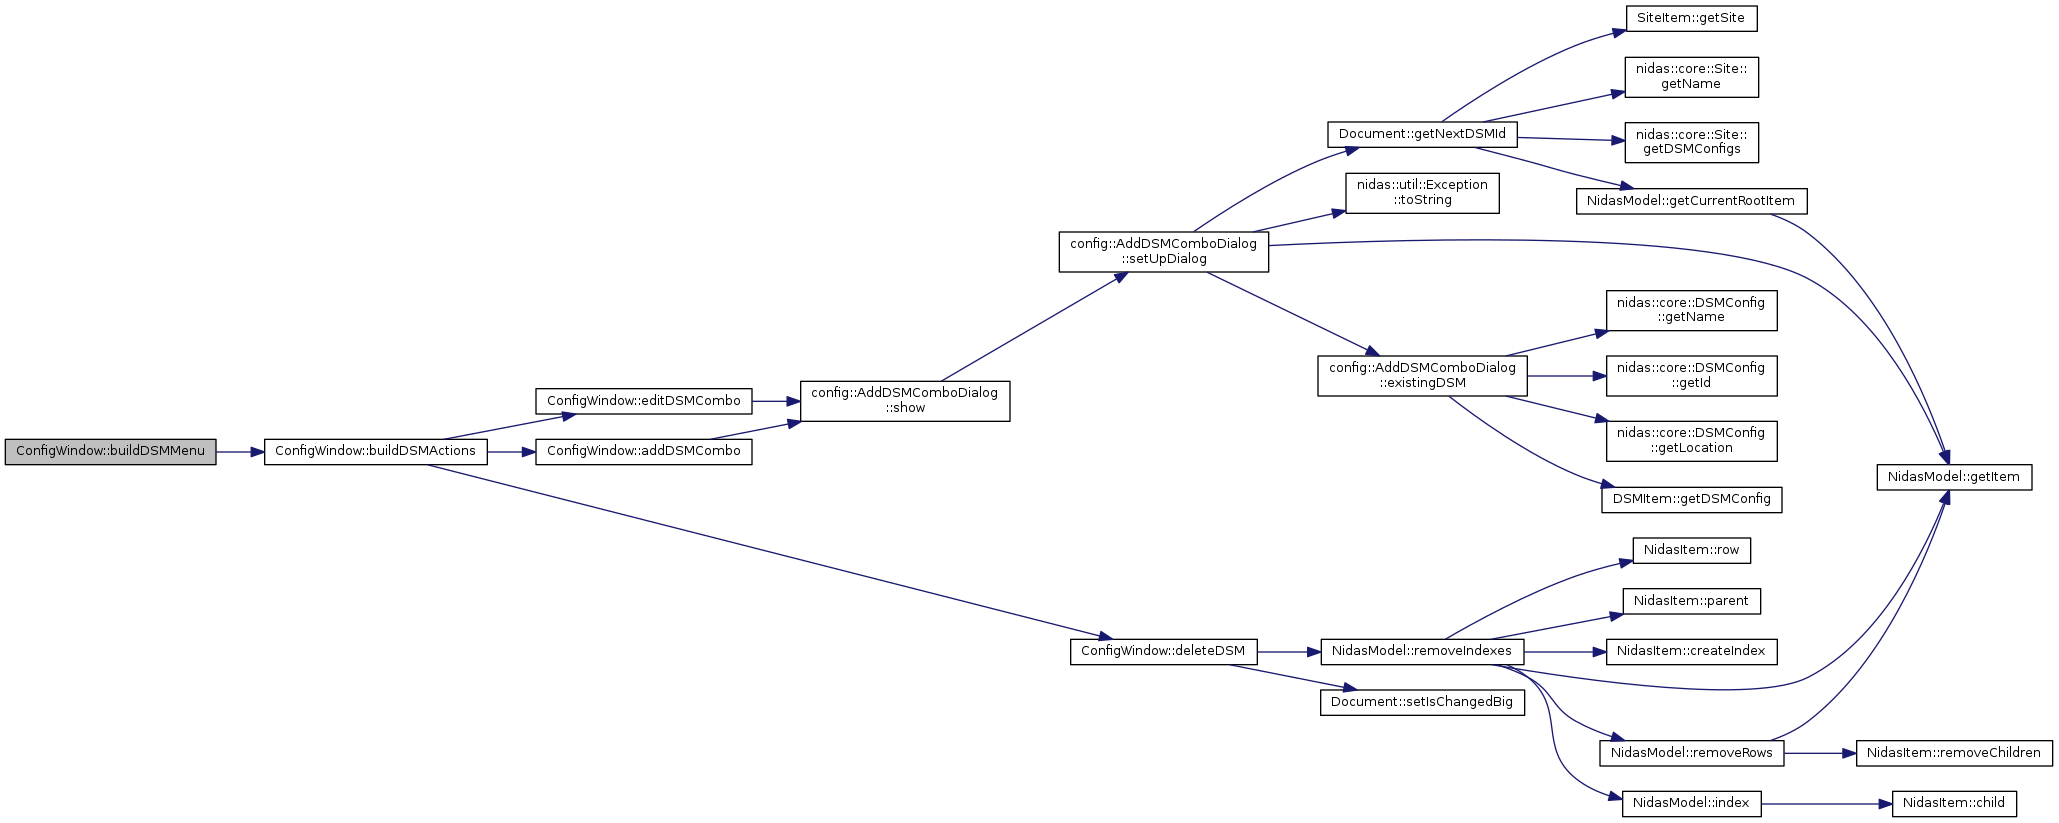 SiteItem::getSite
nidas::core::Site::
getName
Document::getNextDSMId
nidas::core::Site::
getDSMConfigs
nidas::util::Exception
::toString
NidasModel::getCurrentRootItem
config::AddDSMComboDialog
::setUpDialog
nidas::core::DSMConfig
::getName
config::AddDSMComboDialog
::existingDSM
nidas::core::DSMConfig
::getId
ConfigWindow::editDSMCombo
config::AddDSMComboDialog
::show
nidas::core::DSMConfig
::getLocation
ConfigWindow::buildDSMMenu
ConfigWindow::buildDSMActions
ConfigWindow::addDSMCombo
NidasModel::getItem
DSMItem::getDSMConfig
NidasItem::row
NidasItem::parent
ConfigWindow::deleteDSM
NidasModel::removeIndexes
NidasItem::createIndex
Document::setIsChangedBig
NidasModel::removeRows
NidasItem::removeChildren
NidasModel::index
NidasItem::child